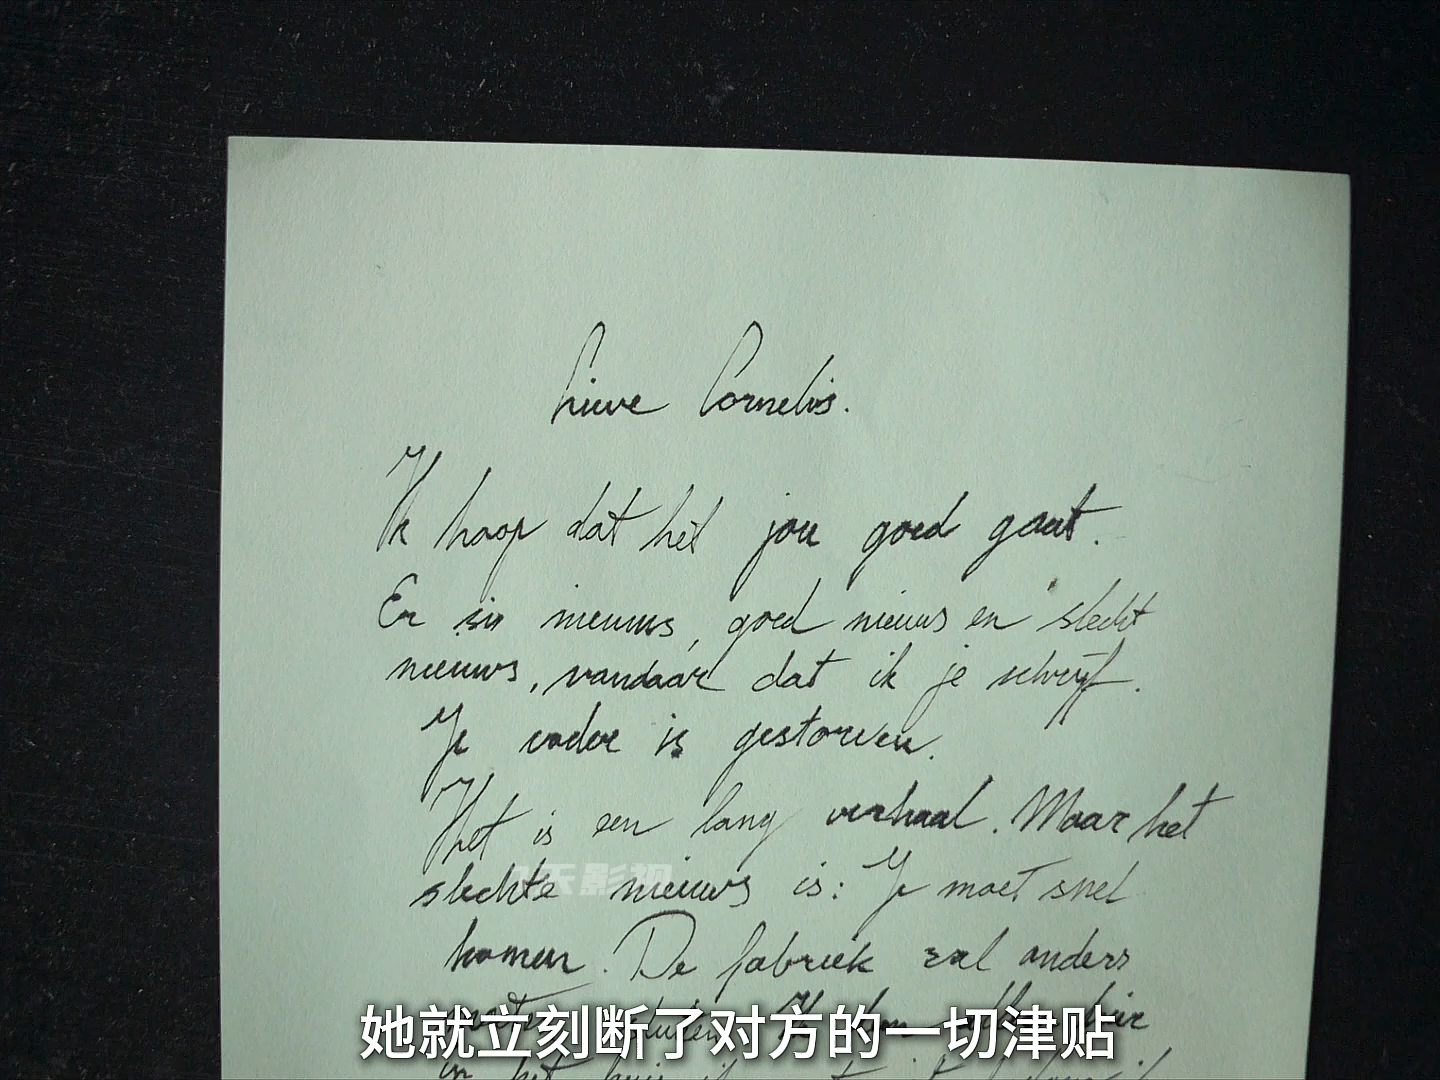 Lieve Cornelis.
Ik hoop dat het jou goed gaat.
Er is nieuws, goed nieuws en slecht
nieuws, vandaar dat ik je schrijf.
Je vader is gestorven.
Het is een lang verhaal. Maar het
slechte nieuws is: Je moet snel
komen. De fabriek zal anders
她就立刻断了对方的一切津贴